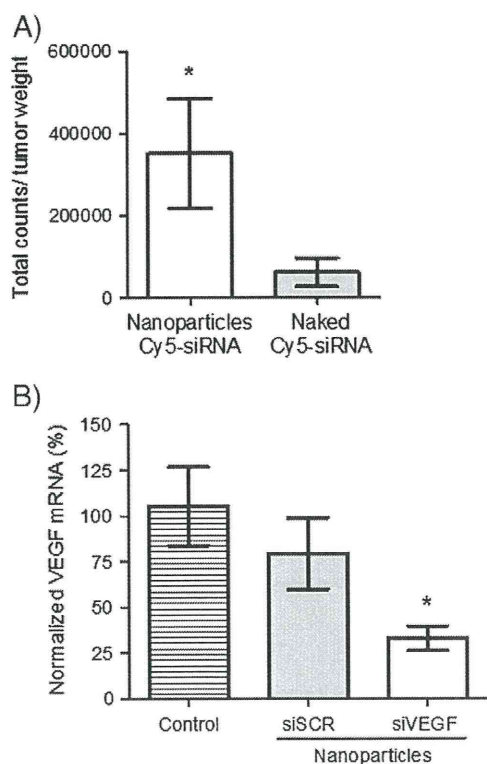 A)
Total counts/ tumor weight
600000
400000
200000
0
*
Nanoparticles
Cy5-siRNA
Naked
Cy5-siRNA
B)
Normalized VEGF mRNA (%)
150
125
100
75
50
25
0
*
Control
siSCR
siVEGF
Nanoparticles